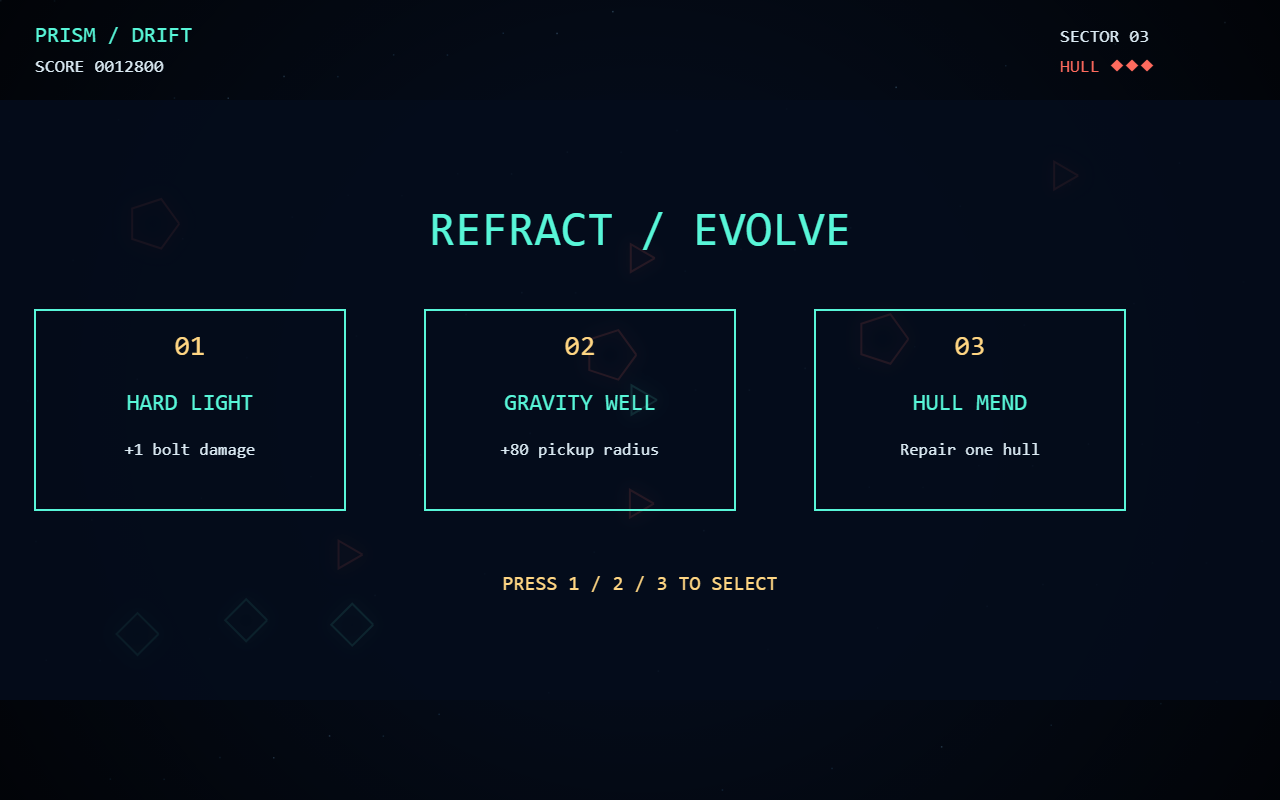 PRISM / DRIFT
SCORE 0012800
SECTOR 03
HULL ◆◆◆
REFRACT / EVOLVE
01
HARD LIGHT
+1 bolt damage
02
GRAVITY WELL
+80 pickup radius
03
HULL MEND
Repair one hull
PRESS 1 / 2 / 3 TO SELECT